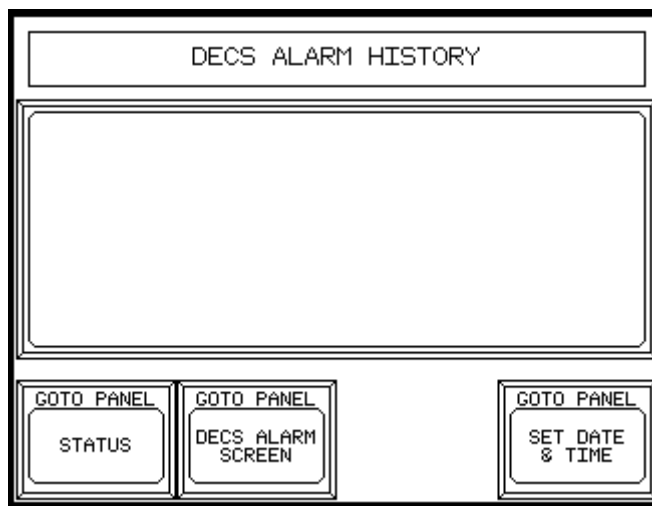 DECS ALARM HISTORY
GOTO PANEL
STATUS
GOTO PANEL
DECS ALARM
SCREEN
GOTO PANEL
SET DATE
& TIME